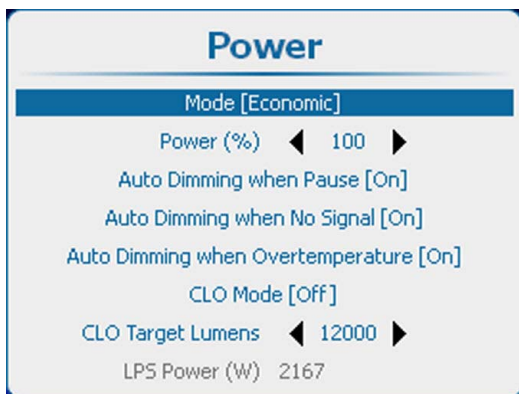 Power
Mode [Economic]
Power (%) 100
Auto Dimming when Pause [On]
Auto Dimming when No Signal [On]
Auto Dimming when Overtemperature [On]
CLO Mode [Off]
CLO Target Lumens 12000
LPS Power (W) 2167